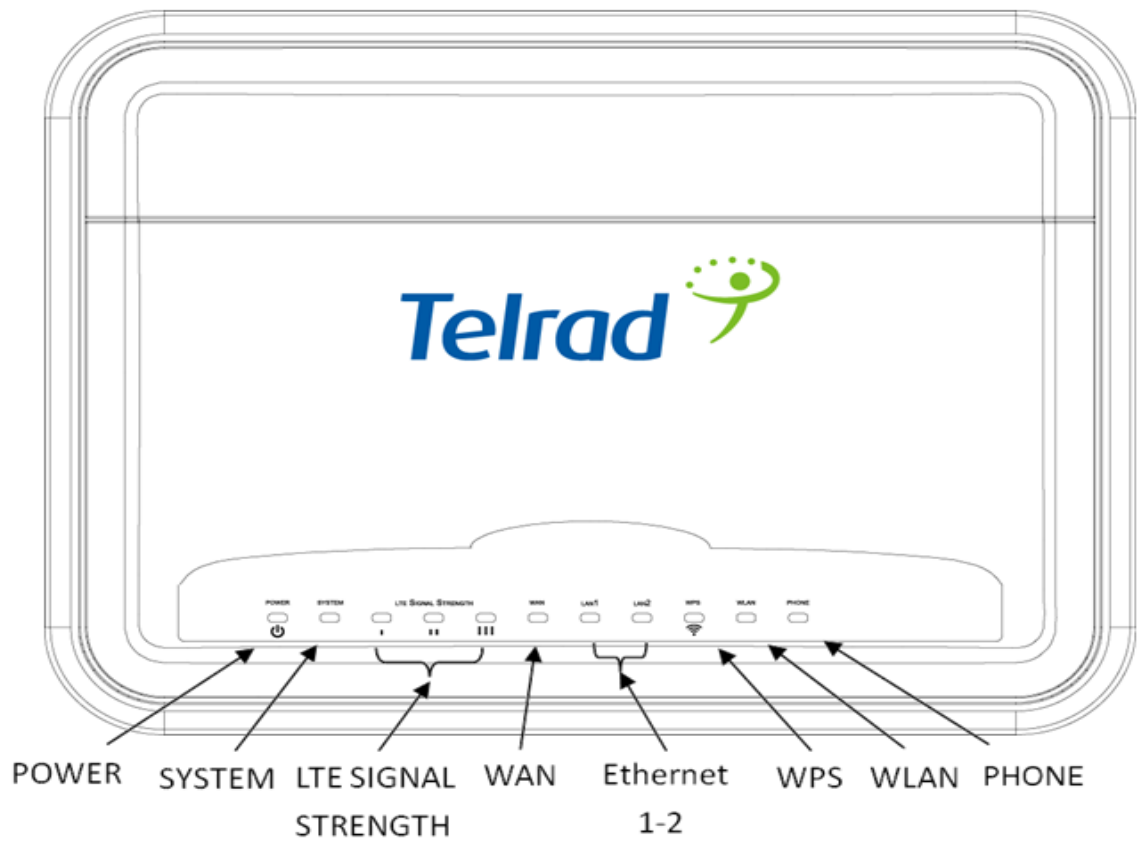 Telrad
POWER SYSTEM LTE SIGNAL STRENGTH WAN LAN1 LAN2 WPS WLAN PHONE
POWER SYSTEM LTE SIGNAL WAN Ethernet WPS WLAN PHONE
STRENGTH 1-2